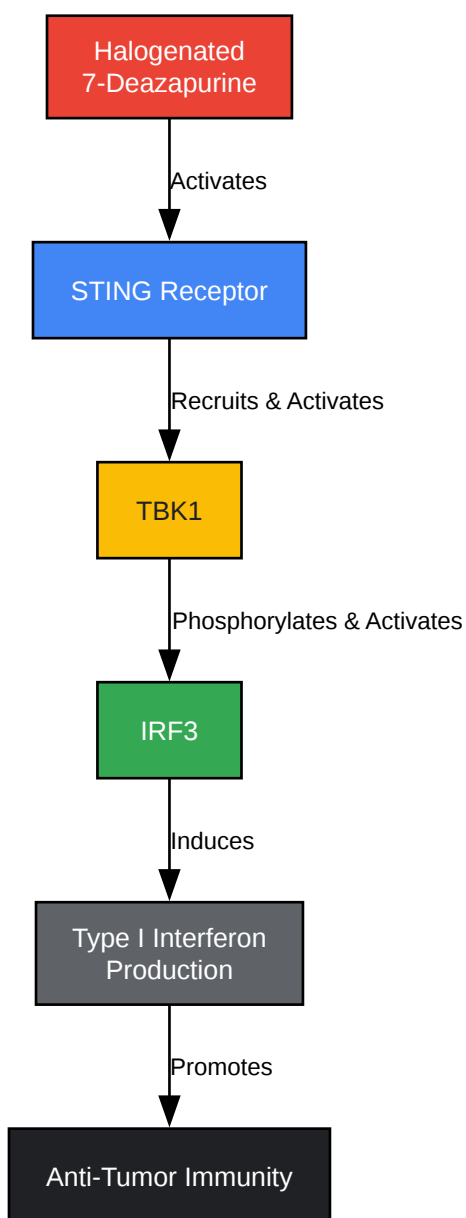 Halogenated
7-Deazapurine
Activates
STING Receptor
Recruits & Activates
TBK1
Phosphorylates & Activates
IRF3
Induces
Type I Interferon
Production
Promotes
Anti-Tumor Immunity